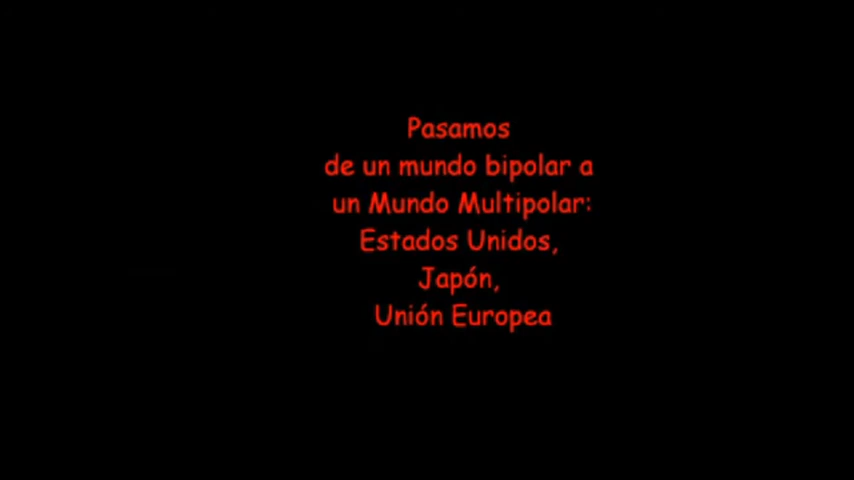 Pasamos
de un mundo bipolar a
un Mundo Multipolar:
Estados Unidos,
Japón,
Unión Europea